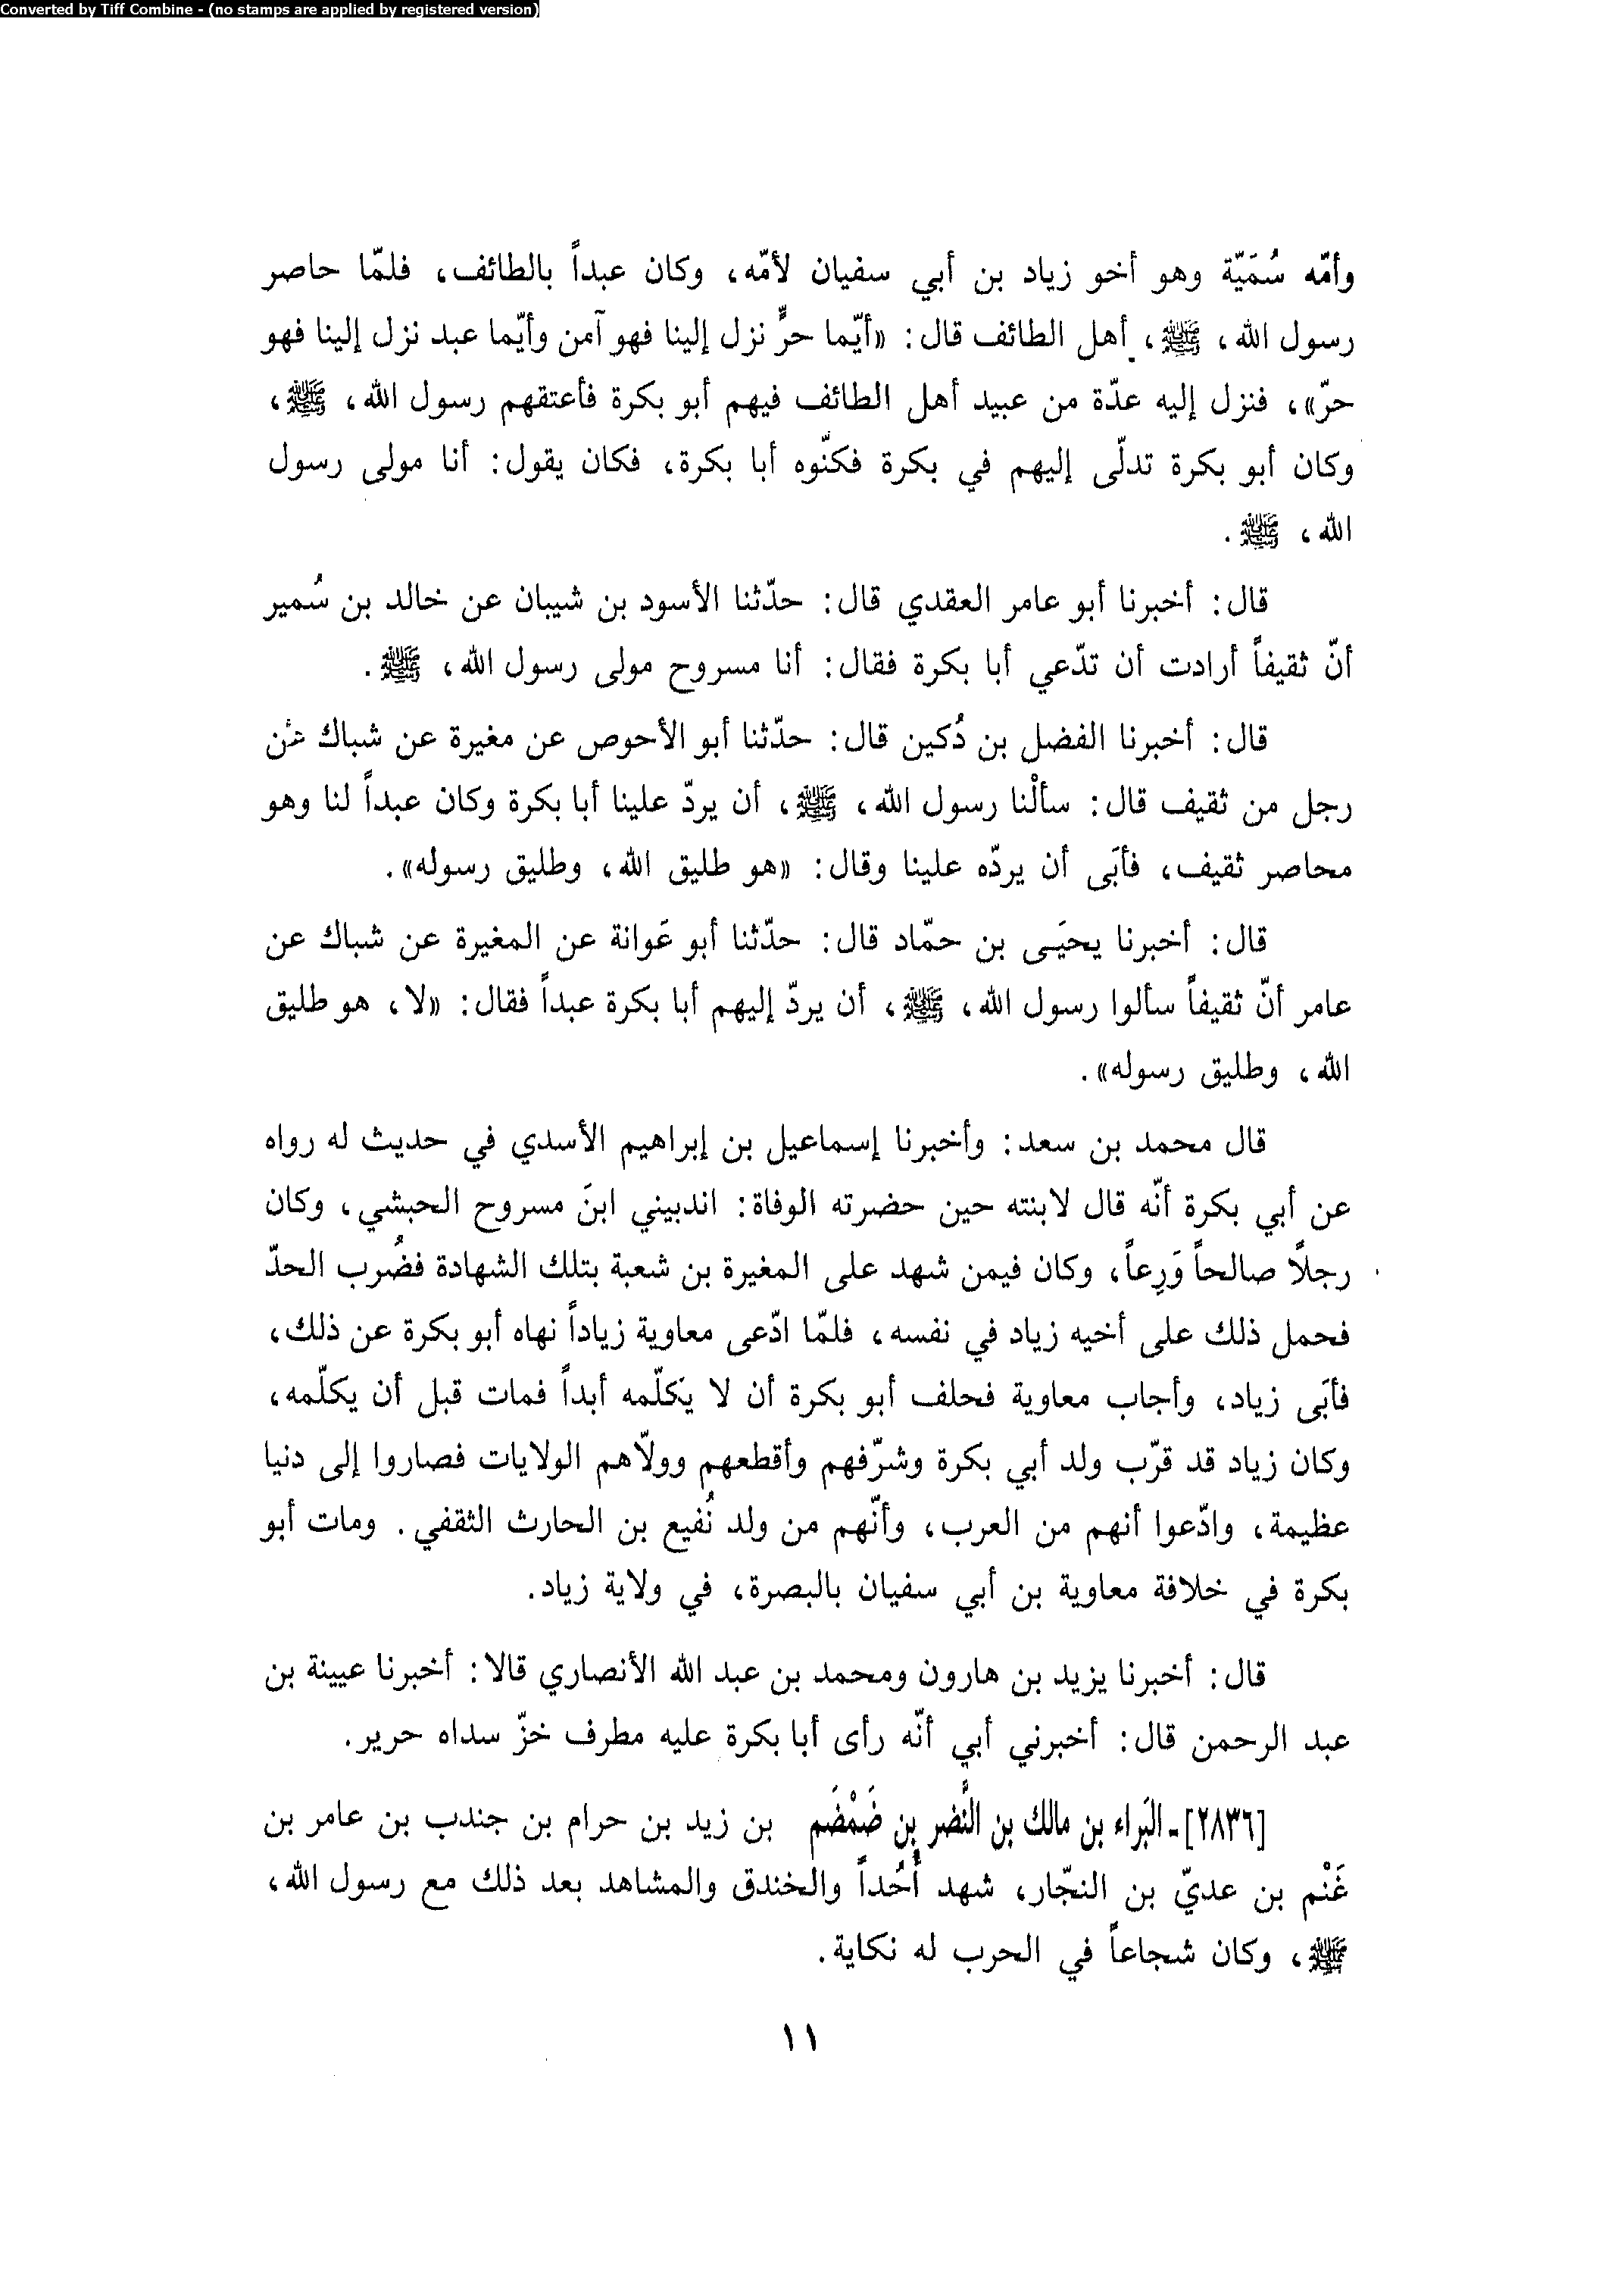 Converted by Tiff Combine - (no stamps are applied by registered version)
وأمّه سُمَيّة وهو أخو زياد بن أبي سفيان لأمّه، وكان عبداً بالطائف، فلمّا حاصر
رسول الله، ﷺ، أهل الطائف قال: «أيّما حرٍّ نزل إلينا فهو آمن وأيّما عبد نزل إلينا فهو
حرّ»، فنزل إليه عدّة من عبيد أهل الطائف فيهم أبو بكرة فأعتقهم رسول الله، ﷺ،
وكان أبو بكرة تدلّى إليهم في بكرة فكنّوه أبا بكرة، فكان يقول: أنا مولى رسول
الله، ﷺ.
قال: أخبرنا أبو عامر العقدي قال: حدّثنا الأسود بن شيبان عن خالد بن سُمير
أنّ ثقيفاً أرادت أن تدّعي أبا بكرة فقال: أنا مسروح مولى رسول الله، ﷺ.
قال: أخبرنا الفضل بن دُكين قال: حدّثنا أبو الأحوص عن مغيرة عن شباك عن
رجل من ثقيف قال: سألْنا رسول الله، ﷺ، أن يردّ علينا أبا بكرة وكان عبداً لنا وهو
محاصر ثقيف، فأبَى أن يردّه علينا وقال: «هو طليق الله، وطليق رسوله».
قال: أخبرنا يحيَى بن حمّاد قال: حدّثنا أبو عَوانة عن المغيرة عن شباك عن
عامر أنّ ثقيفاً سألوا رسول الله، ﷺ، أن يردّ إليهم أبا بكرة عبداً فقال: «لا، هو طليق
الله، وطليق رسوله».
قال محمد بن سعد: وأخبرنا إسماعيل بن إبراهيم الأسدي في حديث له رواه
عن أبي بكرة أنّه قال لابنته حين حضرته الوفاة: اندبيني ابنَ مسروح الحبشي، وكان
رجلاً صالحاً وَرِعاً، وكان فيمن شهد على المغيرة بن شعبة بتلك الشهادة فضُرب الحدّ
فحمل ذلك على أخيه زياد في نفسه، فلمّا ادّعى معاوية زياداً نهاه أبو بكرة عن ذلك،
فأبَى زياد، وأجاب معاوية فحلف أبو بكرة أن لا يَكلّمه أبداً فمات قبل أن يكلّمه،
وكان زياد قد قرّب ولد أبي بكرة وشرّفهم وأقطعهم وولاّهم الولايات فصاروا إلى دنيا
عظيمة، وادّعوا أنهم من العرب، وأنّهم من ولد نُفيع بن الحارث الثقفي. ومات أبو
بكرة في خلافة معاوية بن أبي سفيان بالبصرة، في ولاية زياد.
قال: أخبرنا يزيد بن هارون ومحمد بن عبد الله الأنصاري قالا: أخبرنا عيينة بن
عبد الرحمن قال: أخبرني أبي أنّه رأى أبا بكرة عليه مطرف خزّ سداه حرير.
[٢٨٣٦] - البَراء بن مالك بن النَّضر بن ضَمْضَم بن زيد بن حرام بن جندب بن عامر بن
غَنْم بن عديّ بن النجّار، شهد أُحُداً والخندق والمشاهد بعد ذلك مع رسول الله،
ﷺ، وكان شجاعاً في الحرب له نكاية.
١١